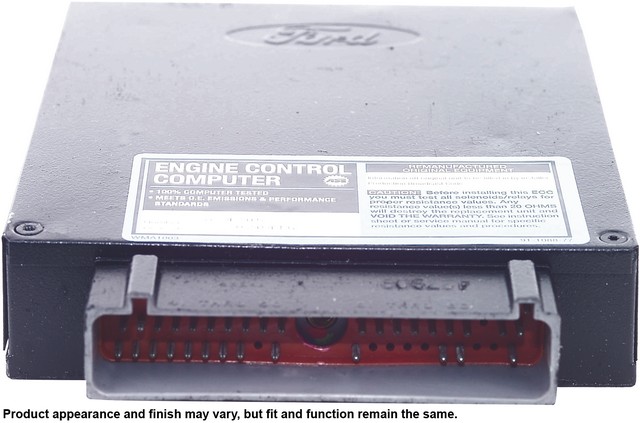 Ford
ENGINE CONTROL
COMPUTER
• 100% COMPUTER TESTED
• MEETS O.E. EMISSIONS & PERFORMANCE
STANDARDS
REMANUFACTURED
ORIGINAL EQUIPMENT
CAUTION: Before installing this ECC
you must test all solenoids/relays for
proper resistance values. Any
resistance value(s) less than 20 OHMS
will destroy the replacement unit and
VOID THE WARRANTY. See instruction
sheet or service manual for specific
resistance values and procedures.
Product appearance and finish may vary, but fit and function remain the same.